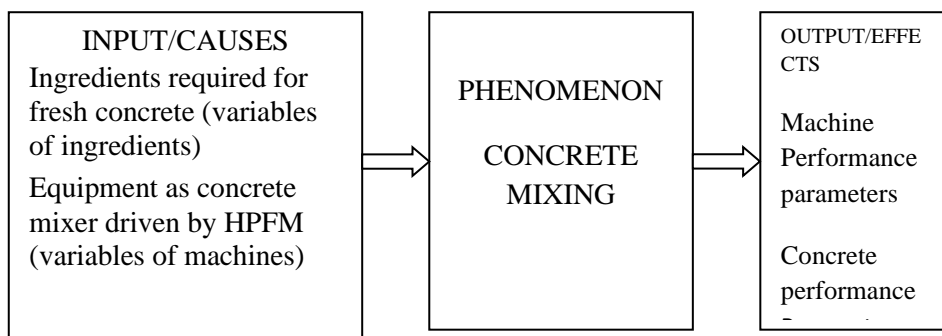 INPUT/CAUSES
Ingredients required for
fresh concrete (variables
of ingredients)
Equipment as concrete
mixer driven by HPFM
(variables of machines)
PHENOMENON
CONCRETE
MIXING
OUTPUT/EFFE
CTS
Machine
Performance
parameters
Concrete
performance